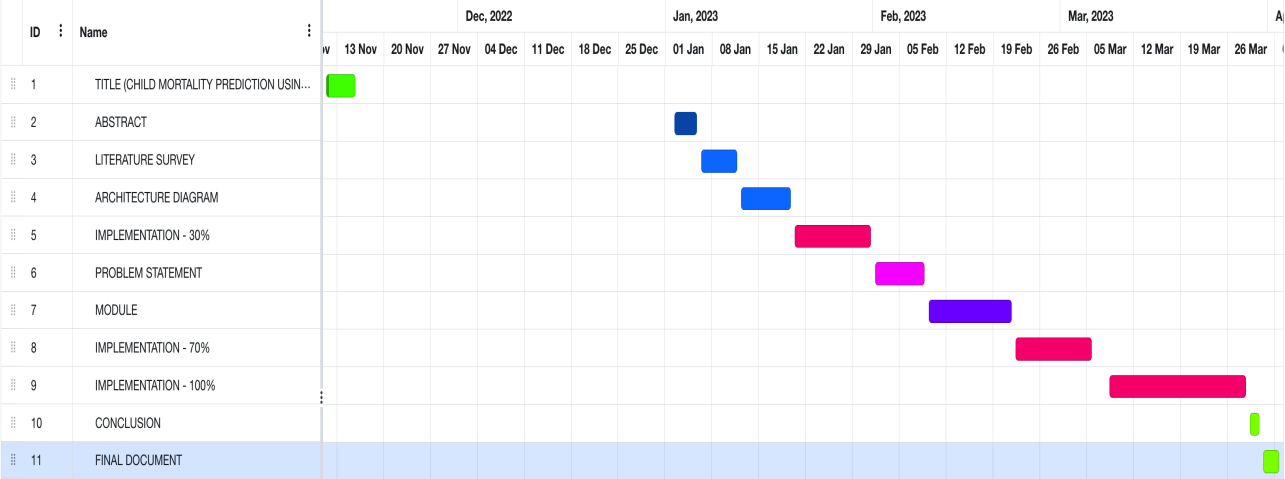 ID Name Dec, 2022 Jan, 2023 Feb, 2023 Mar, 2023
13 Nov 20 Nov 27 Nov 04 Dec 11 Dec 18 Dec 25 Dec 01 Jan 08 Jan 15 Jan 22 Jan 29 Jan 05 Feb 12 Feb 19 Feb 26 Feb 05 Mar 12 Mar 19 Mar 26 Mar
1 TITLE (CHILD MORTALITY PREDICTION USIN...
2 ABSTRACT
3 LITERATURE SURVEY
4 ARCHITECTURE DIAGRAM
5 IMPLEMENTATION - 30%
6 PROBLEM STATEMENT
7 MODULE
8 IMPLEMENTATION - 70%
9 IMPLEMENTATION - 100%
10 CONCLUSION
11 FINAL DOCUMENT